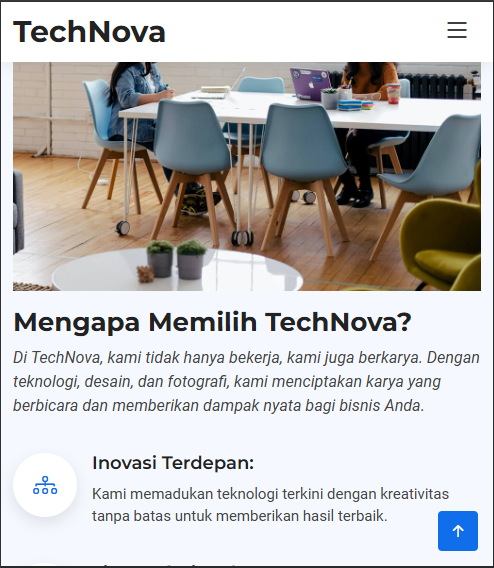 TechNova
Mengapa Memilih TechNova?
Di TechNova, kami tidak hanya bekerja, kami juga berkarya. Dengan
teknologi, desain, dan fotografi, kami menciptakan karya yang
berbicara dan memberikan dampak nyata bagi bisnis Anda.
Inovasi Terdepan:
Kami memadukan teknologi terkini dengan kreativitas
tanpa batas untuk memberikan hasil terbaik.